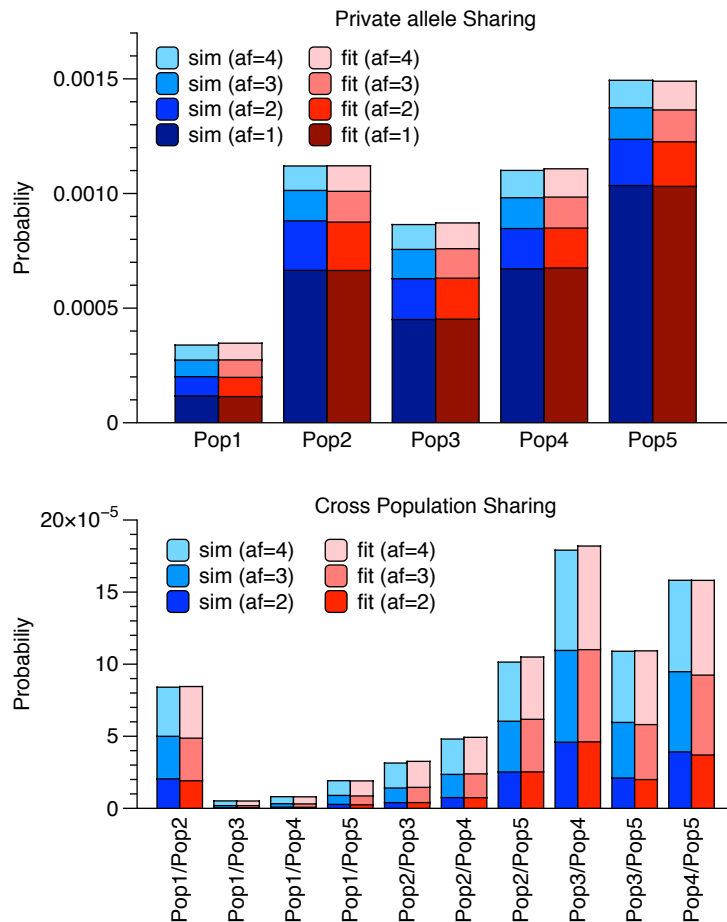 Private allele Sharing
sim (af=4) fit (af=4)
sim (af=3) fit (af=3)
sim (af=2) fit (af=2)
sim (af=1) fit (af=1)
Probabiliy
0.0015
0.0010
0.0005
0
Pop1 Pop2 Pop3 Pop4 Pop5
Cross Population Sharing
20×10⁻⁵
sim (af=4) fit (af=4)
sim (af=3) fit (af=3)
sim (af=2) fit (af=2)
Probabiliy
15
10
5
0
Pop1/Pop2
Pop1/Pop3
Pop1/Pop4
Pop1/Pop5
Pop2/Pop3
Pop2/Pop4
Pop2/Pop5
Pop3/Pop4
Pop3/Pop5
Pop4/Pop5